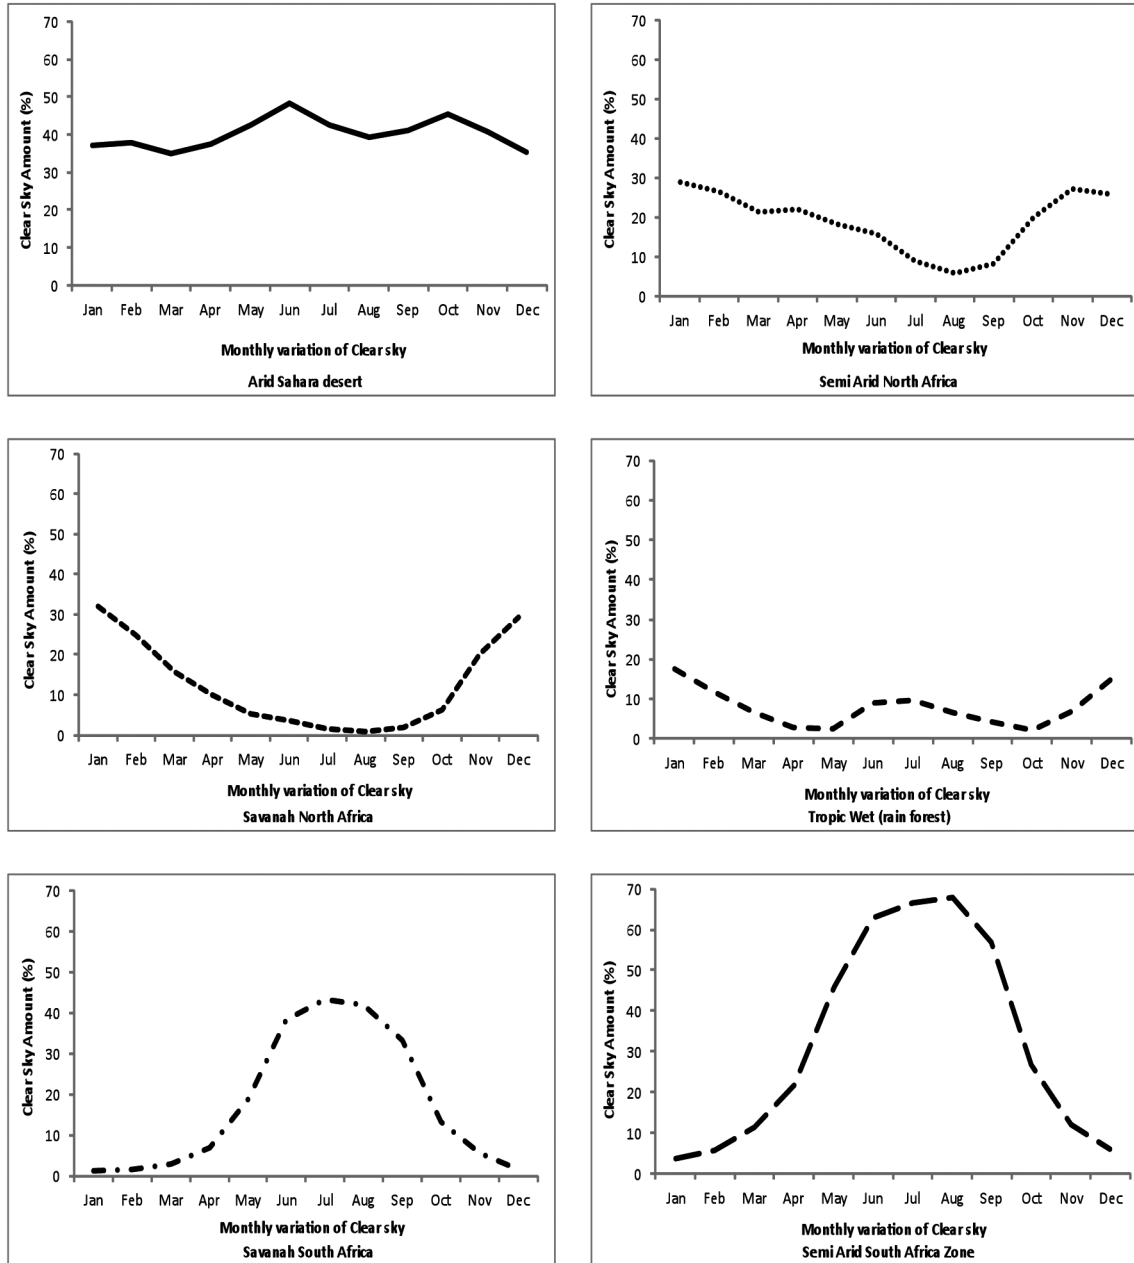 70
60
50
40
30
20
10
0
Clear Sky Amount (%)
Jan Feb Mar Apr May Jun Jul Aug Sep Oct Nov Dec
Monthly variation of Clear sky
Arid Sahara desert
70
60
50
40
30
20
10
0
Clear Sky Amount (%)
Jan Feb Mar Apr May Jun Jul Aug Sep Oct Nov Dec
Monthly variation of Clear sky
Semi Arid North Africa
70
60
50
40
30
20
10
0
Clear Sky Amount (%)
Jan Feb Mar Apr May Jun Jul Aug Sep Oct Nov Dec
Monthly variation of Clear sky
Savanah North Africa
70
60
50
40
30
20
10
0
Clear Sky Amount (%)
Jan Feb Mar Apr May Jun Jul Aug Sep Oct Nov Dec
Monthly variation of Clear sky
Tropic Wet (rain forest)
70
60
50
40
30
20
10
0
Clear Sky Amount (%)
Jan Feb Mar Apr May Jun Jul Aug Sep Oct Nov Dec
Monthly variation of Clear sky
Savanah South Africa
70
60
50
40
30
20
10
0
Clear Sky Amount (%)
Jan Feb Mar Apr May Jun Jul Aug Sep Oct Nov Dec
Monthly variation of Clear sky
Semi Arid South Africa Zone